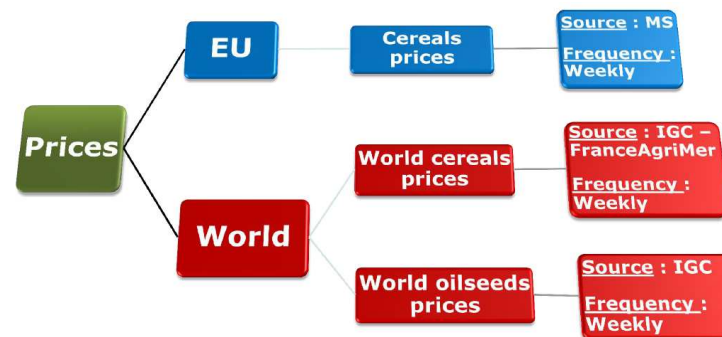 Prices
EU
Cereals
prices
Source : MS
Frequency :
Weekly
World
World cereals
prices
Source : IGC –
FranceAgriMer
Frequency :
Weekly
World oilseeds
prices
Source : IGC
Frequency :
Weekly